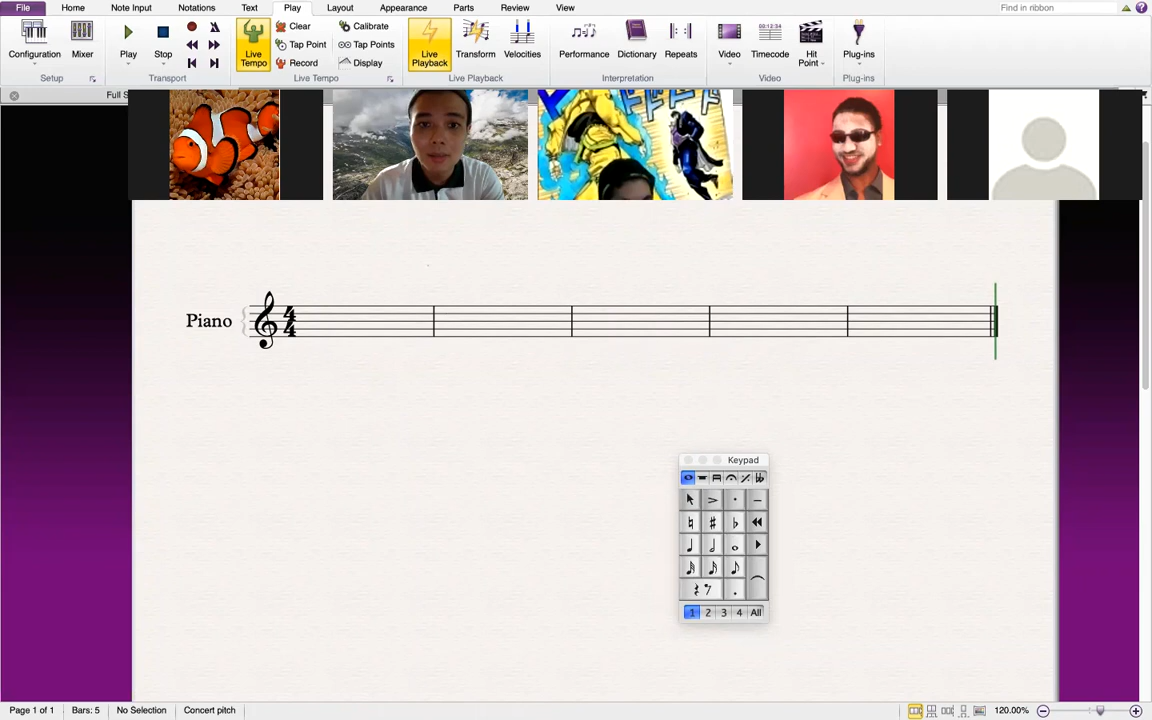 File Home Note Input Notations Text Play Layout Appearance Parts Review View Find in ribbon
Configuration Mixer Play Stop Live Tempo Clear Tap Point Record Calibrate Tap Points Display Live Playback Transform Velocities Performance Dictionary Repeats Video Timecode Hit Point Plug-ins
Setup Transport Live Tempo Live Playback Interpretation Video Plug-ins
Full S
Piano
Keypad
1 2 3 4 All
Page 1 of 1 Bars: 5 No Selection Concert pitch 120.00%